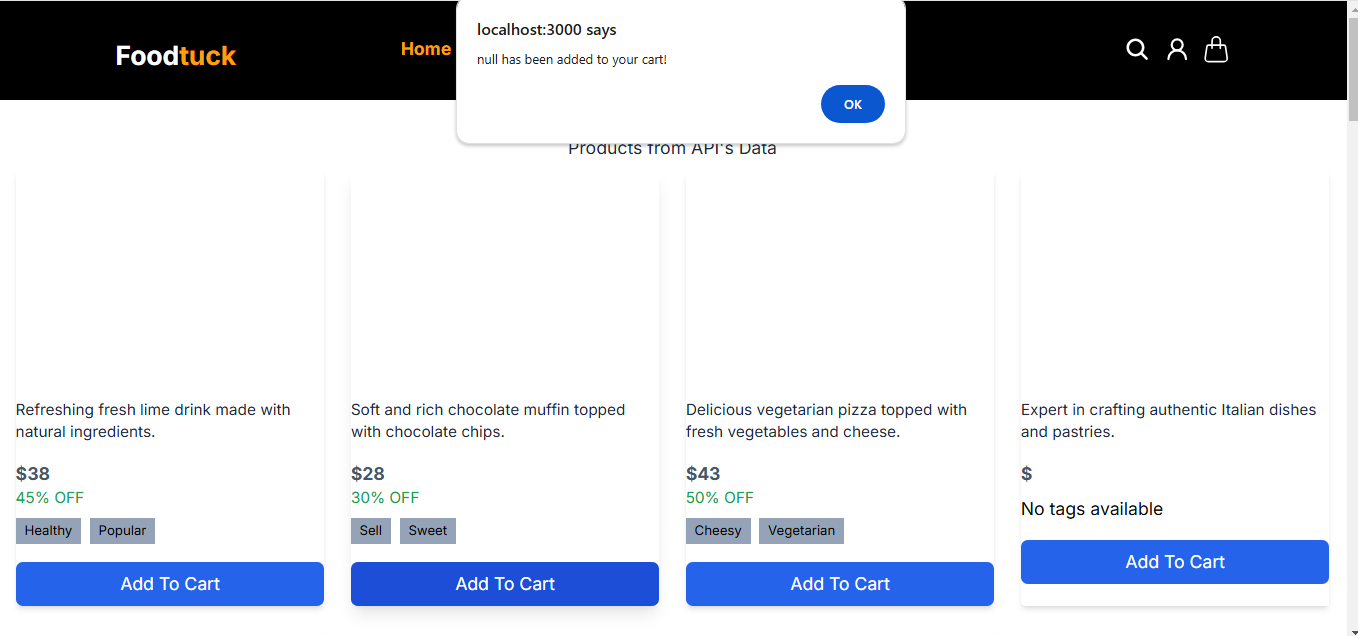 Foodtuck
Home
localhost:3000 says
null has been added to your cart!
OK
Products from API's Data
Refreshing fresh lime drink made with
natural ingredients.
$38
45% OFF
Healthy Popular
Add To Cart
Soft and rich chocolate muffin topped
with chocolate chips.
$28
30% OFF
Sell Sweet
Add To Cart
Delicious vegetarian pizza topped with
fresh vegetables and cheese.
$43
50% OFF
Cheesy Vegetarian
Add To Cart
Expert in crafting authentic Italian dishes
and pastries.
$
No tags available
Add To Cart